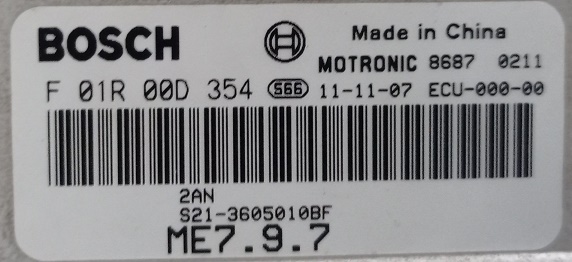 BOSCH
Made in China
MOTRONIC 8687 0211
F 01R 00D 354 566 11-11-07 ECU-000-00
2AN
S21-3605010BF
ME7.9.7